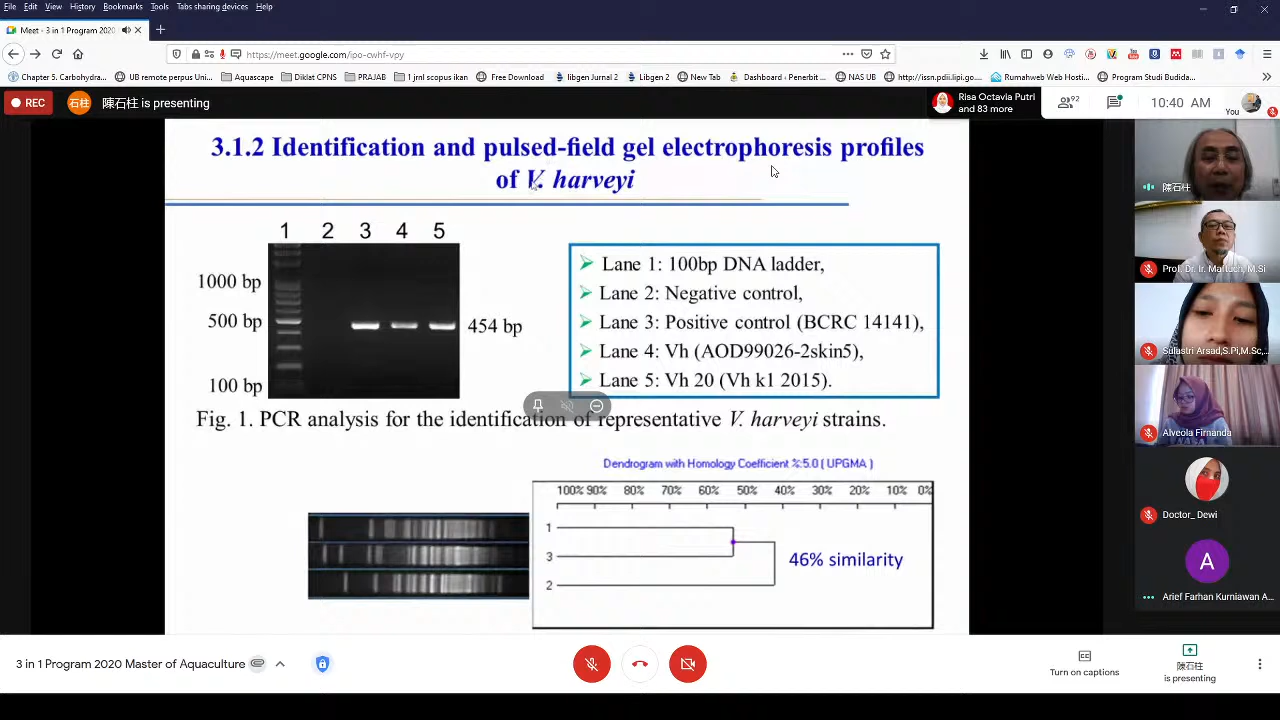 File Edit View History Bookmarks Tools Tabs sharing devices Help
Meet - 3 in 1 Program 2020
https://meet.google.com/ipo-cwhf-vpy
Chapter 5. Carbohydra... UB remote perpus Uni... Aquascape Diklat CPNS PRAJAB 1 jml scopus ikan Free Download libgen Jurnal 2 Libgen 2 New Tab Dashboard ‹ Penerbit ... NAS UB http://issn.pdii.lipi.go.... Rumahweb Web Hosti... Program Studi Budida...
REC
石柱 陳石柱 is presenting
Risa Octavia Putri
and 83 more
92
You
10:40 AM
3.1.2 Identification and pulsed-field gel electrophoresis profiles
of V. harveyi
1 2 3 4 5
1000 bp
500 bp
100 bp
454 bp
Lane 1: 100bp DNA ladder,
Lane 2: Negative control,
Lane 3: Positive control (BCRC 14141),
Lane 4: Vh (AOD99026-2skin5),
Lane 5: Vh 20 (Vh k1 2015).
Fig. 1. PCR analysis for the identification of representative V. harveyi strains.
Dendrogram with Homology Coefficient %:5.0 ( UPGMA )
100% 90% 80% 70% 60% 50% 40% 30% 20% 10% 0%
1
3
2
46% similarity
陳石柱
Prof. Dr. Ir. Maftuch, M.Si
Sulastri Arsad,S.Pi,M.Sc,...
Alveola Firnanda
Doctor_ Dewi
A
Arief Farhan Kurniawan A...
3 in 1 Program 2020 Master of Aquaculture
Turn on captions
陳石柱
is presenting